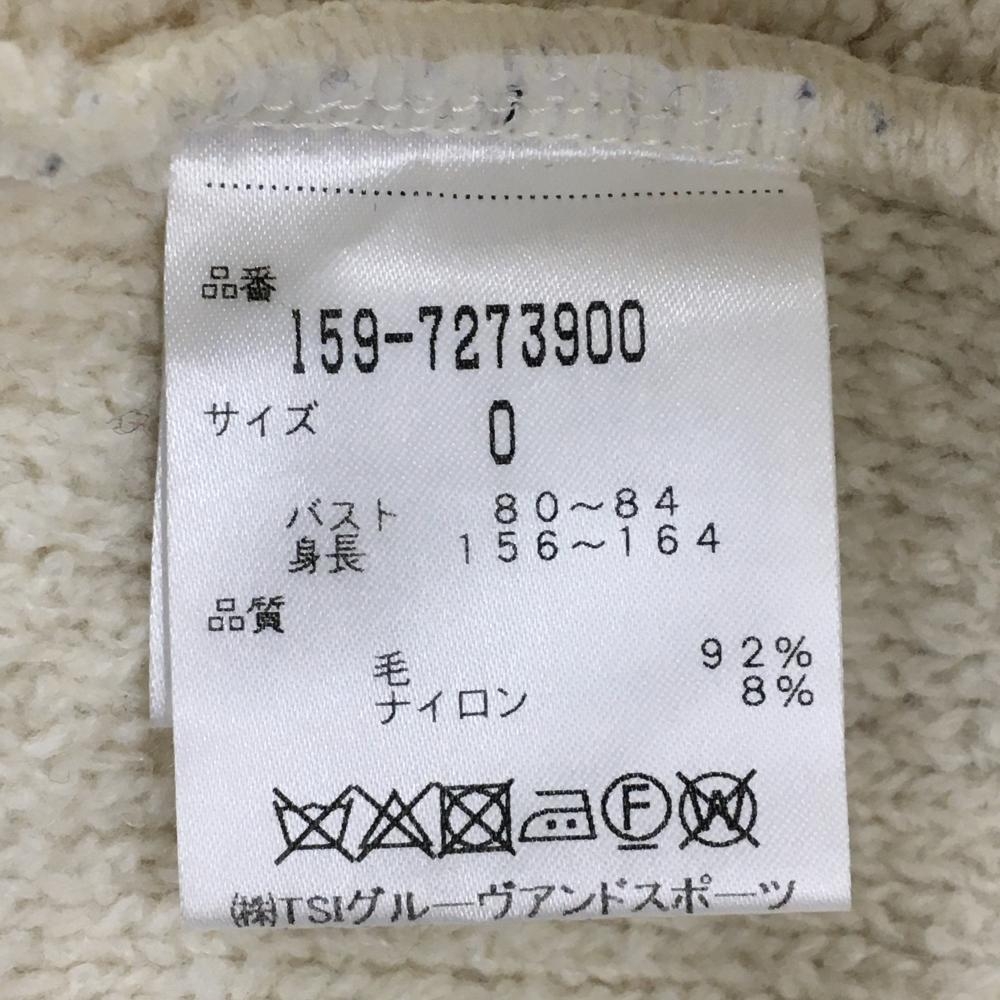 品番
159-7273900
サイズ 0
バスト 80～84
身長 156～164
品質
毛 92%
ナイロン 8%
F W
㈱TSIグルーヴアンドスポーツ